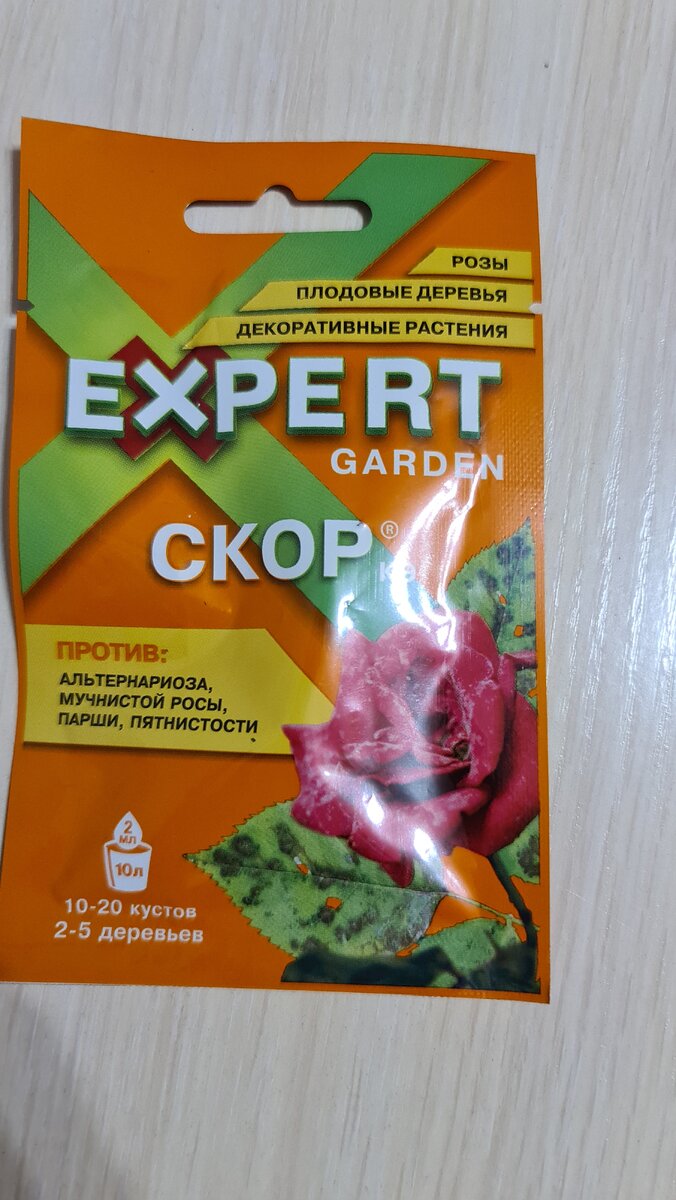 РОЗЫ
ПЛОДОВЫЕ ДЕРЕВЬЯ
ДЕКОРАТИВНЫЕ РАСТЕНИЯ
EXPERT
GARDEN
СКОР®
ПРОТИВ:
АЛЬТЕРНАРИОЗА,
МУЧНИСТОЙ РОСЫ,
ПАРШИ, ПЯТНИСТОСТИ
2
МЛ
10Л
10-20 кустов
2-5 деревьев